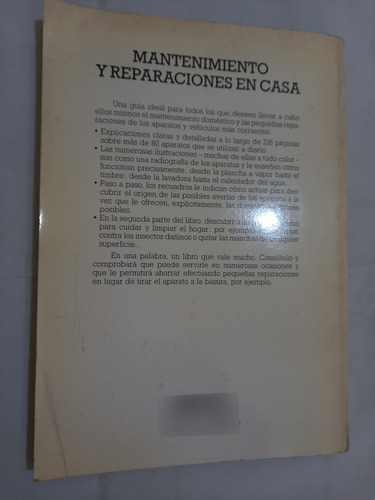 MANTENIMIENTO
Y REPARACIONES EN CASA
Una guía ideal para todos los que deseen llevar a cabo
ellos mismos el mantenimiento doméstico y las pequeñas repa-
raciones de los aparatos y vehículos más corrientes.
• Explicaciones claras y detalladas a lo largo de 216 páginas
sobre más de 80 aparatos que se utilizan a diario.
• Las numerosas ilustraciones – muchas de ellas a todo color –
son como una radiografía de los aparatos y le enseñan cómo
funcionan precisamente: desde la plancha a vapor hasta el
timbre; desde la lavadora hasta el calentador del agua...
• Paso a paso, los recuadros le indican cómo actuar para des-
cubrir el origen de las posibles averías de los a la
vez que le ofrecen, explícitamente, las
posibles.
• En la segunda parte del libro, descubrirá
para cuidar y limpiar el hogar: por
contra los insectos dañinos o quitar las manchas de cualquier
superficie...
En una palabra, un libro que vale mucho. Consúltelo y
comprobará que puede servirle en numerosas ocasiones y
que le permitirá ahorrar efectuando pequeñas reparaciones
en lugar de tirar el aparato a la basura, por ejemplo.